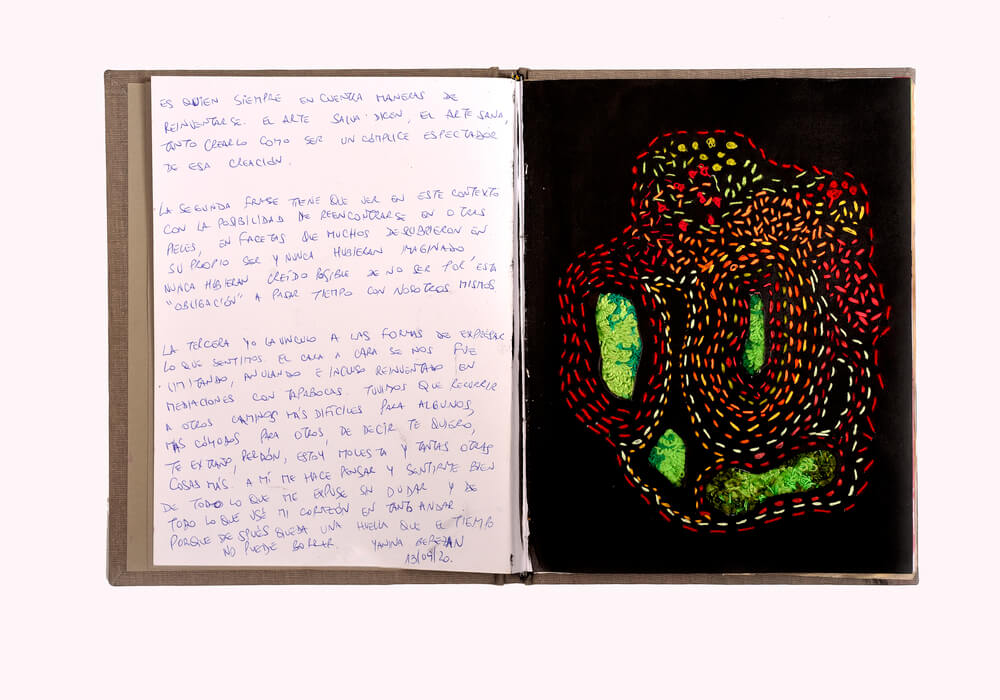 ES QUIEN SIEMPRE EN CUENTRA MANERAS DE
REINVENTARSE. EL ARTE SALVA DICEN, EL ARTE SANA,
TANTO CREARLO COMO SER UN CÓMPLICE ESPECTADOR
DE ESA CREACIÓN.
LA SEGUNDA FRASE TIENE QUE VER EN ESTE CONTEXTO
CON LA POSIBILIDAD DE REENCONTRARSE EN OTRAS
PIELES, EN FACETAS QUE MUCHOS DESCUBRIERON EN
SU PROPIO SER Y NUNCA HUBIERAN IMAGINADO
NUNCA HUBIERAN CREÍDO POSIBLE DE NO SER POR ESTA
"OBLIGACIÓN" A PASAR TIEMPO CON NOSOTROS MISMOS
LA TERCERA YO LA VINCULO A LAS FORMAS DE EXPRESAR
LO QUE SENTIMOS. EL CARA A CARA SE NOS FUE
LIMITANDO, ANULANDO E INCLUSO REINVENTADO EN
MEDIACIONES CON TAPABOCAS. TUVIMOS QUE RECURRIR
A OTROS CAMINOS MÁS DIFÍCILES PARA ALGUNOS,
MÁS CÓMODOS PARA OTROS, DE DECIR TE QUIERO,
TE EXTRAÑO, PERDÓN, ESTOY MOLESTA Y TANTAS OTRAS
COSAS MÁS. A MÍ ME HACE PENSAR Y SENTIRME BIEN
DE TODO LO QUE ME EXPUSE SIN DUDAR Y DE
TODO LO QUE USÉ MI CORAZÓN EN TANTO ANDAR
PORQUE DESPUÉS QUEDA UNA HUELLA QUE EL TIEMPO
NO PUEDE BORRAR. YANINA
13/09/20.